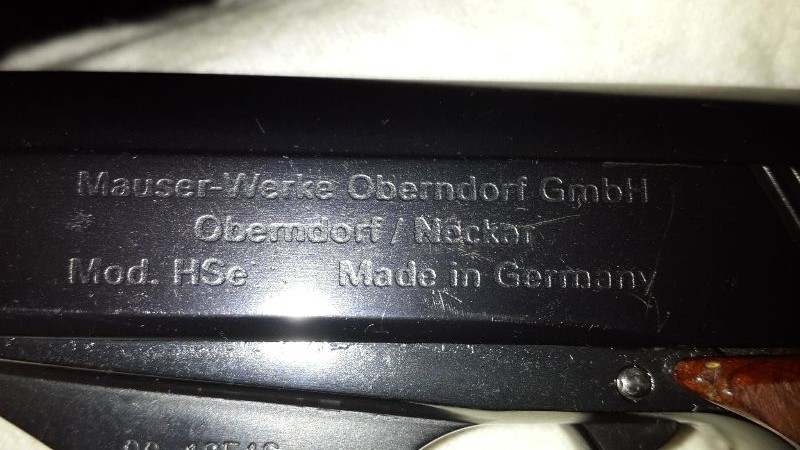 Mauser-Werke Oberndorf GmbH
Oberndorf / Neckar
Mod. HSc Made in Germany